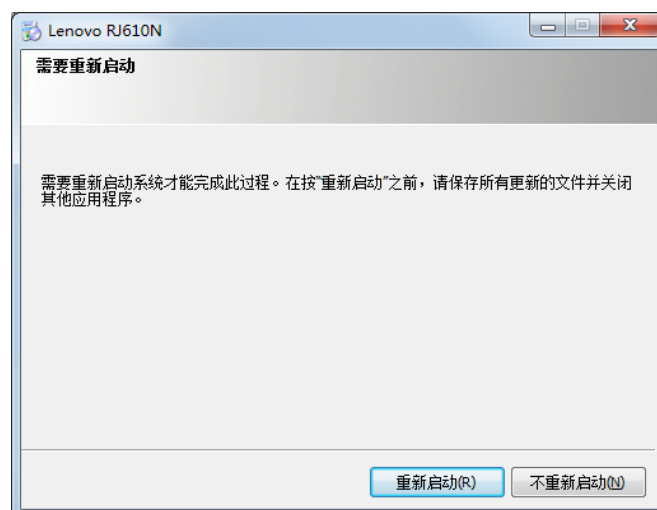 Lenovo RJ610N
需要重新启动
需要重新启动系统才能完成此过程。在按"重新启动"之前，请保存所有更新的文件并关闭
其他应用程序。
重新启动(R)
不重新启动(N)